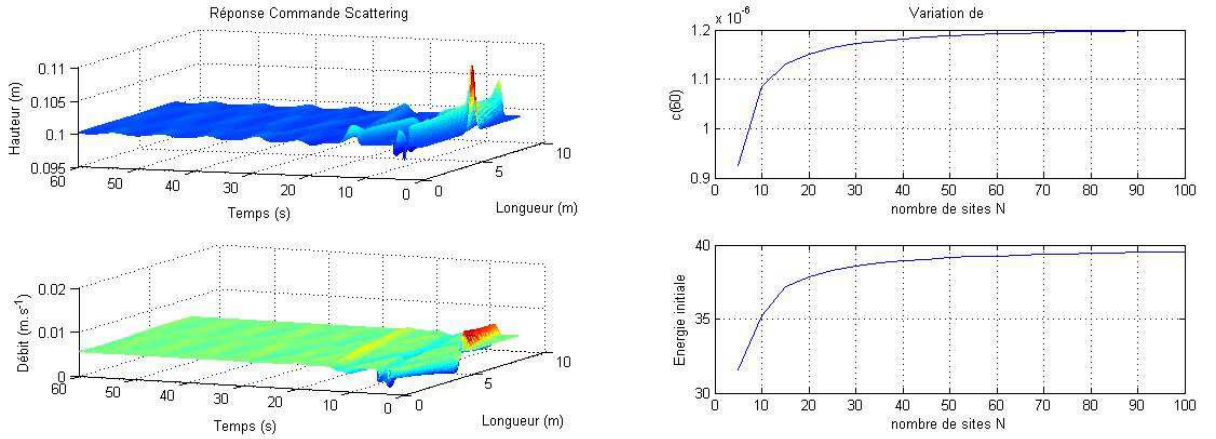 Réponse Commande Scattering
0.11
0.105
0.1
0.095
Hauteur (m)
60
50
40
30
20
10
0
Temps (s)
0
5
10
Longueur (m)
0.02
0.01
0
Débit (m.s⁻¹)
60
50
40
30
20
10
0
Temps (s)
0
5
10
Longueur (m)
x 10⁻⁶
Variation de
1.2
1.1
1
0.9
c(60)
0 10 20 30 40 50 60 70 80 90 100
nombre de sites N
40
35
30
Energie initiale
0 10 20 30 40 50 60 70 80 90 100
nombre de sites N